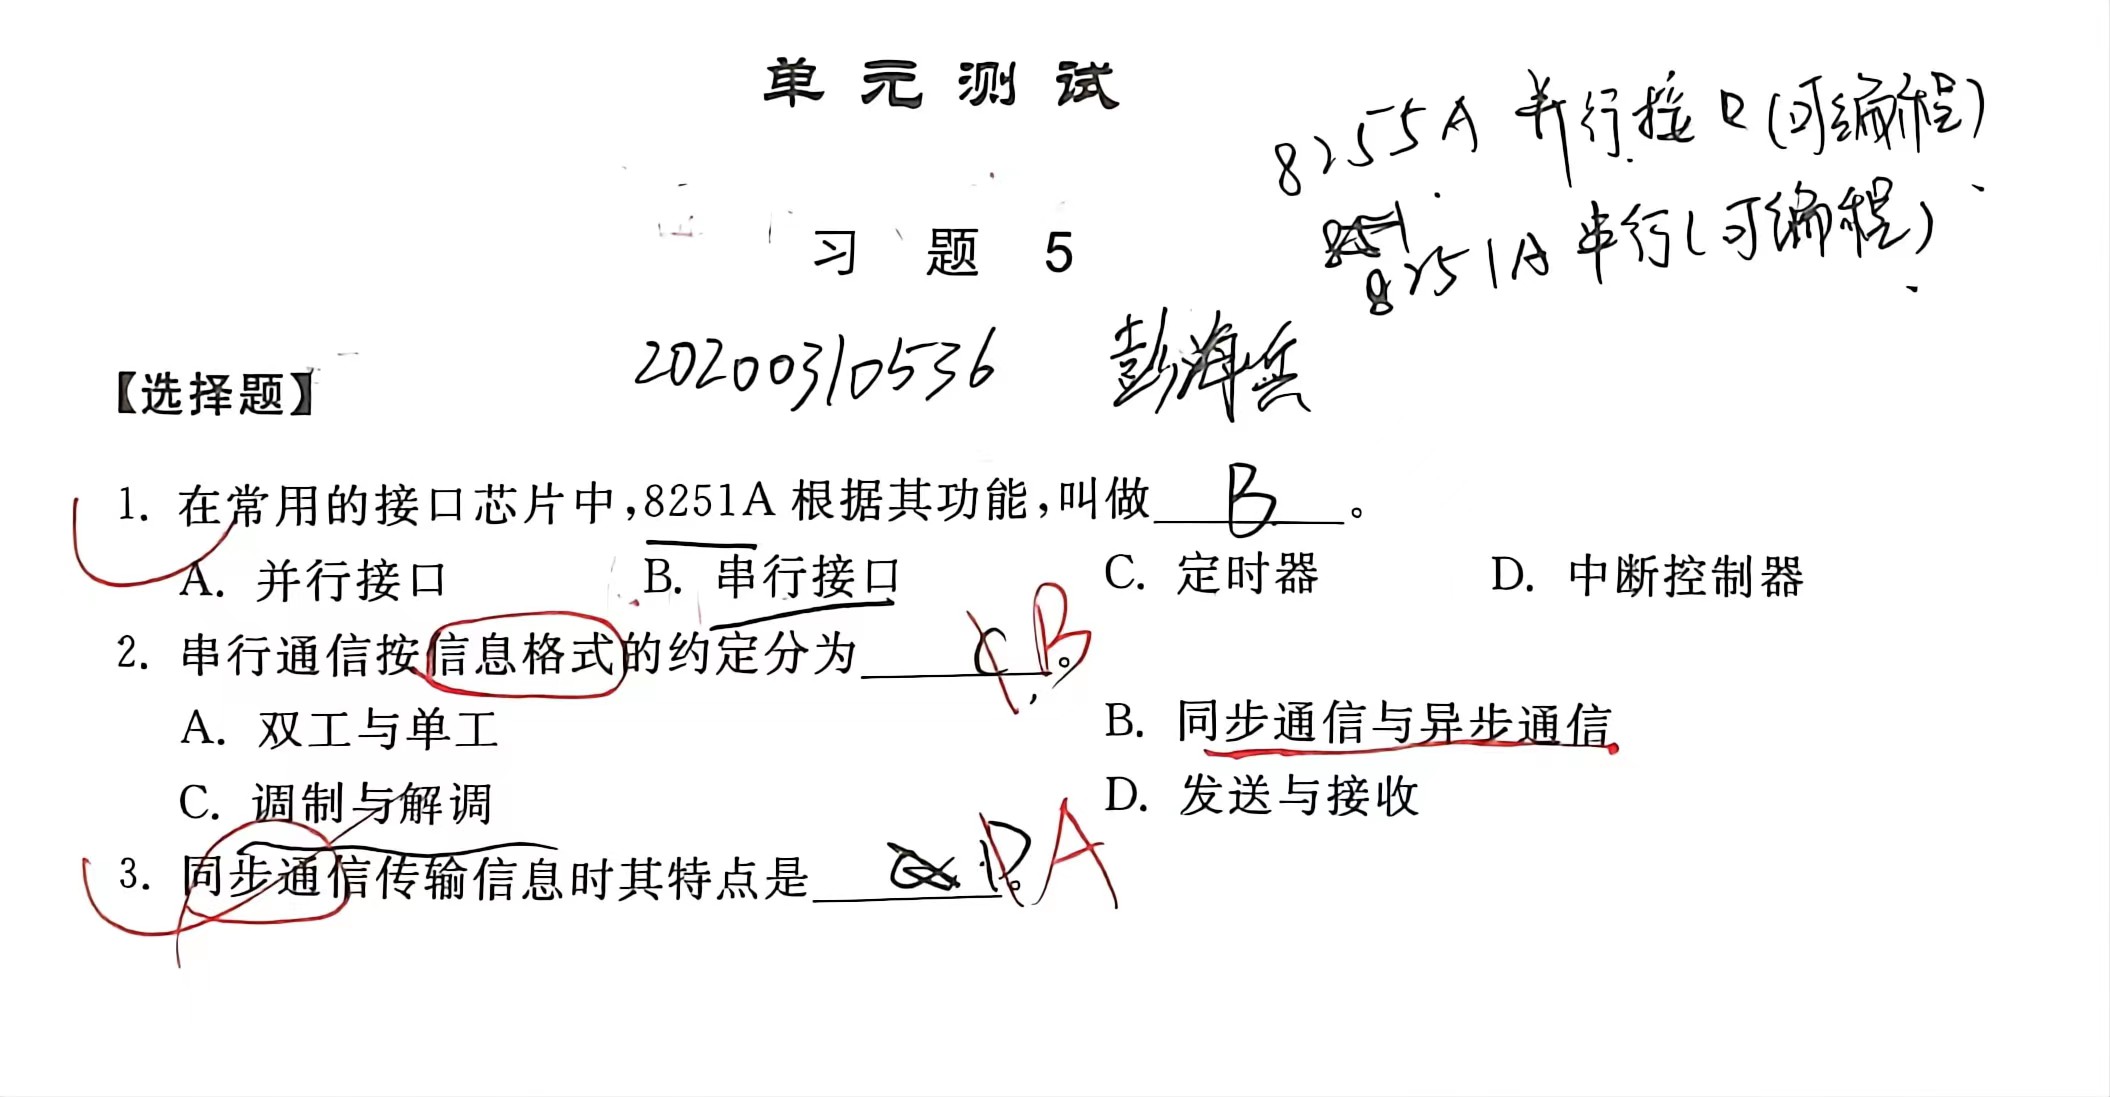 单元测试
8255A 并行接口(可编程)
习题 5
8251A 串行(可编程)
20200310536 彭海兵
【选择题】
1. 在常用的接口芯片中,8251A 根据其功能,叫做 B 。
A. 并行接口 B. 串行接口 C. 定时器 D. 中断控制器
2. 串行通信按信息格式的约定分为 C B 。
A. 双工与单工 B. 同步通信与异步通信
C. 调制与解调 D. 发送与接收
3. 同步通信传输信息时其特点是 D A 。